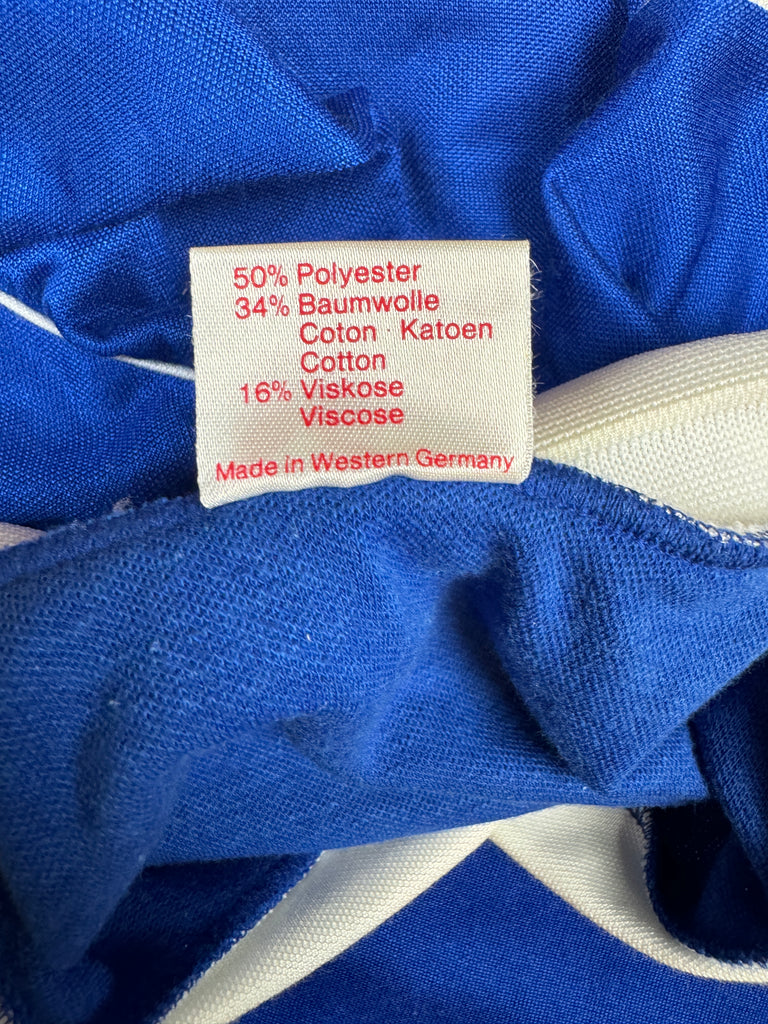 50% Polyester
34% Baumwolle
Coton · Katoen
Cotton
16% Viskose
Viscose
Made in Western Germany